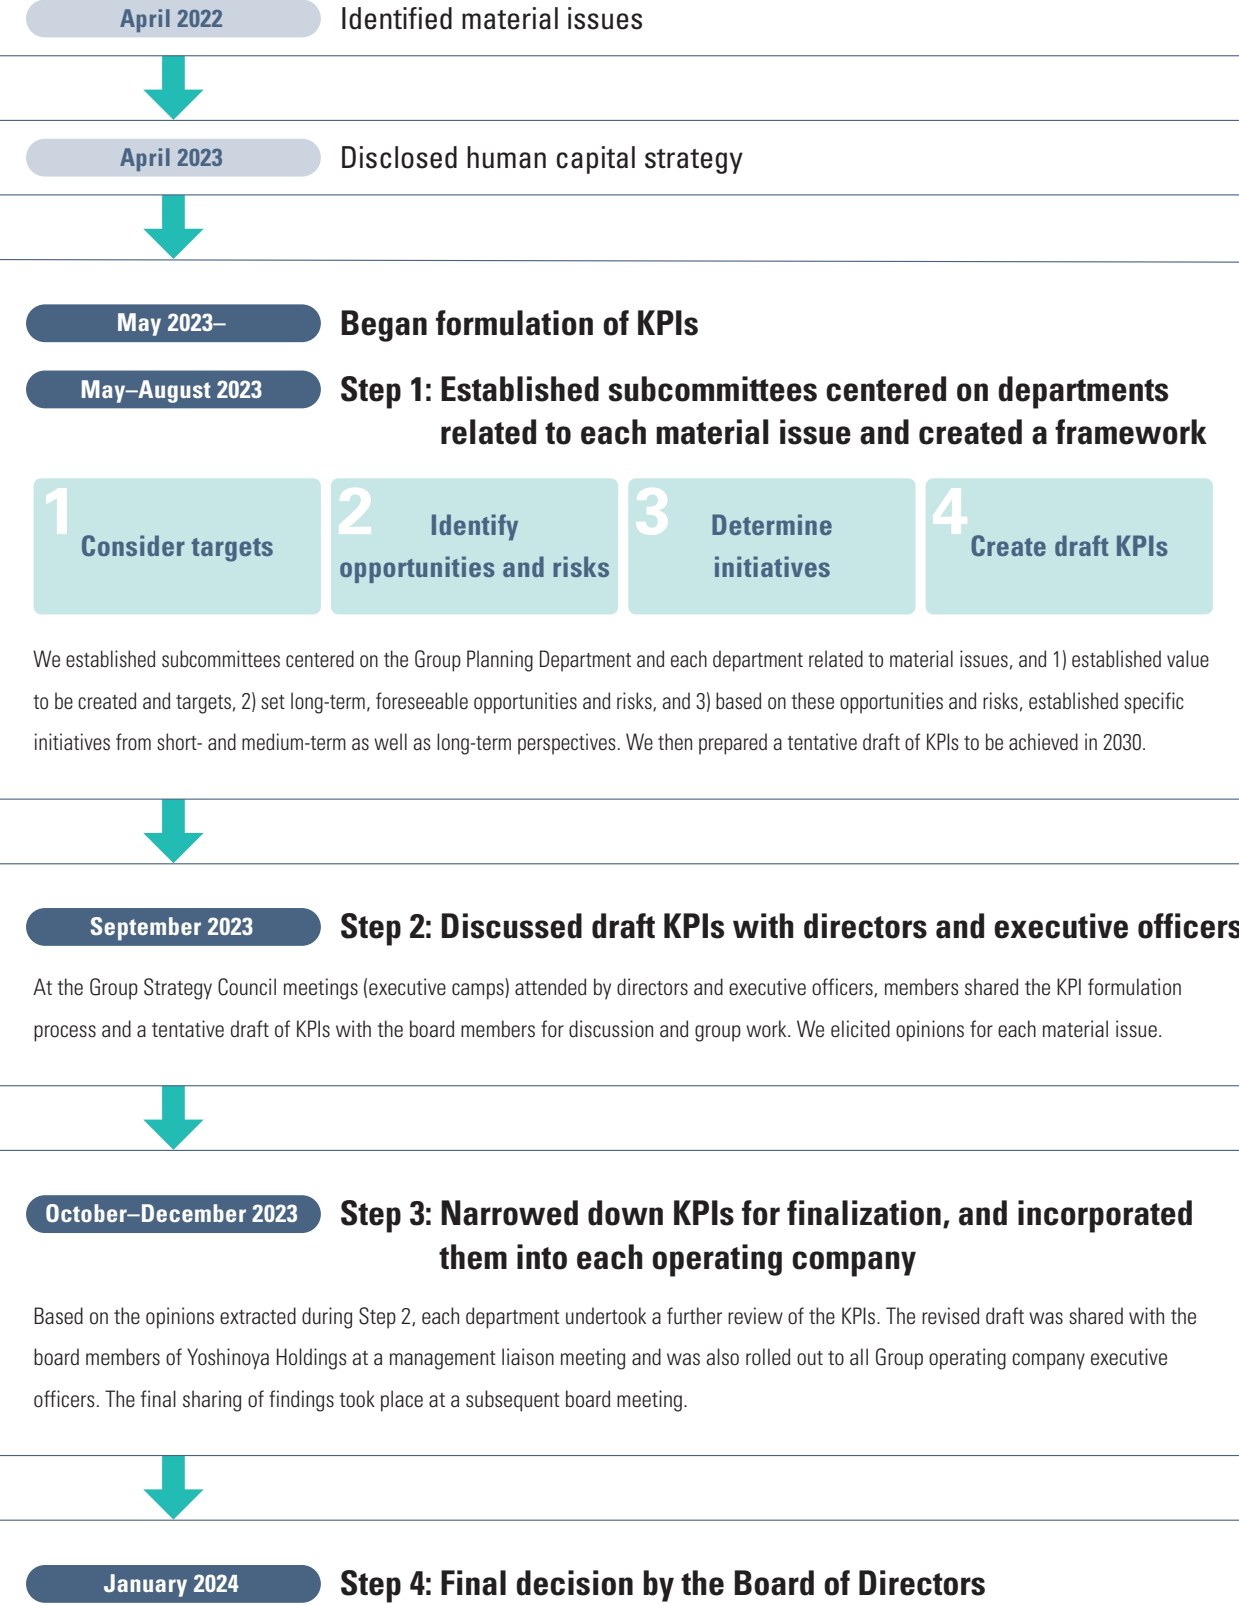 April 2022 Identified material issues
April 2023 Disclosed human capital strategy
May 2023– Began formulation of KPIs
May–August 2023 Step 1: Established subcommittees centered on departments
related to each material issue and created a framework
1 Consider targets
2 Identify
opportunities and risks
3 Determine
initiatives
4 Create draft KPIs
We established subcommittees centered on the Group Planning Department and each department related to material issues, and 1) established value
to be created and targets, 2) set long-term, foreseeable opportunities and risks, and 3) based on these opportunities and risks, established specific
initiatives from short- and medium-term as well as long-term perspectives. We then prepared a tentative draft of KPIs to be achieved in 2030.
September 2023 Step 2: Discussed draft KPIs with directors and executive officers
At the Group Strategy Council meetings (executive camps) attended by directors and executive officers, members shared the KPI formulation
process and a tentative draft of KPIs with the board members for discussion and group work. We elicited opinions for each material issue.
October–December 2023 Step 3: Narrowed down KPIs for finalization, and incorporated
them into each operating company
Based on the opinions extracted during Step 2, each department undertook a further review of the KPIs. The revised draft was shared with the
board members of Yoshinoya Holdings at a management liaison meeting and was also rolled out to all Group operating company executive
officers. The final sharing of findings took place at a subsequent board meeting.
January 2024 Step 4: Final decision by the Board of Directors